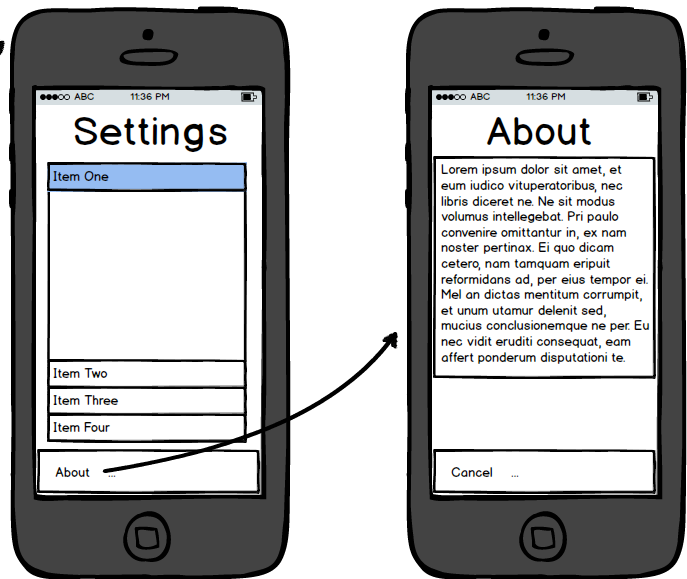 ABC 11:36 PM
Settings
Item One
Item Two
Item Three
Item Four
About ...
ABC 11:36 PM
About
Lorem ipsum dolor sit amet, et
eum iudico vituperatoribus, nec
libris diceret ne. Ne sit modus
volumus intellegebat. Pri paulo
convenire omittantur in, ex nam
noster pertinax. Ei quo dicam
cetero, nam tamquam eripuit
reformidans ad, per eius tempor ei.
Mel an dictas mentitum corrumpit,
et unum utamur delenit sed,
mucius conclusionemque ne per. Eu
nec vidit eruditi consequat, eam
affert ponderum disputationi te.
Cancel ...